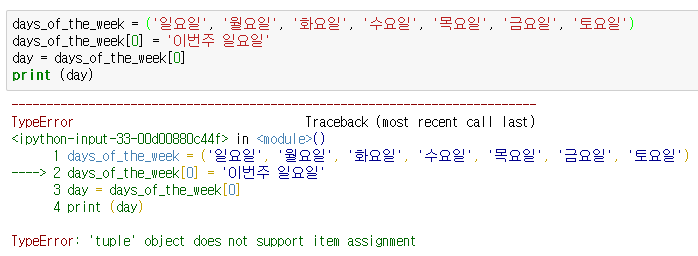 days_of_the_week = ('일요일', '월요일', '화요일', '수요일', '목요일', '금요일', '토요일')
days_of_the_week[0] = '이번주 일요일'
day = days_of_the_week[0]
print (day)
---------------------------------------------------------------------------
TypeError                                 Traceback (most recent call last)
<ipython-input-33-00d00880c44f> in <module>()
      1 days_of_the_week = ('일요일', '월요일', '화요일', '수요일', '목요일', '금요일', '토요일')
----> 2 days_of_the_week[0] = '이번주 일요일'
      3 day = days_of_the_week[0]
      4 print (day)
TypeError: 'tuple' object does not support item assignment